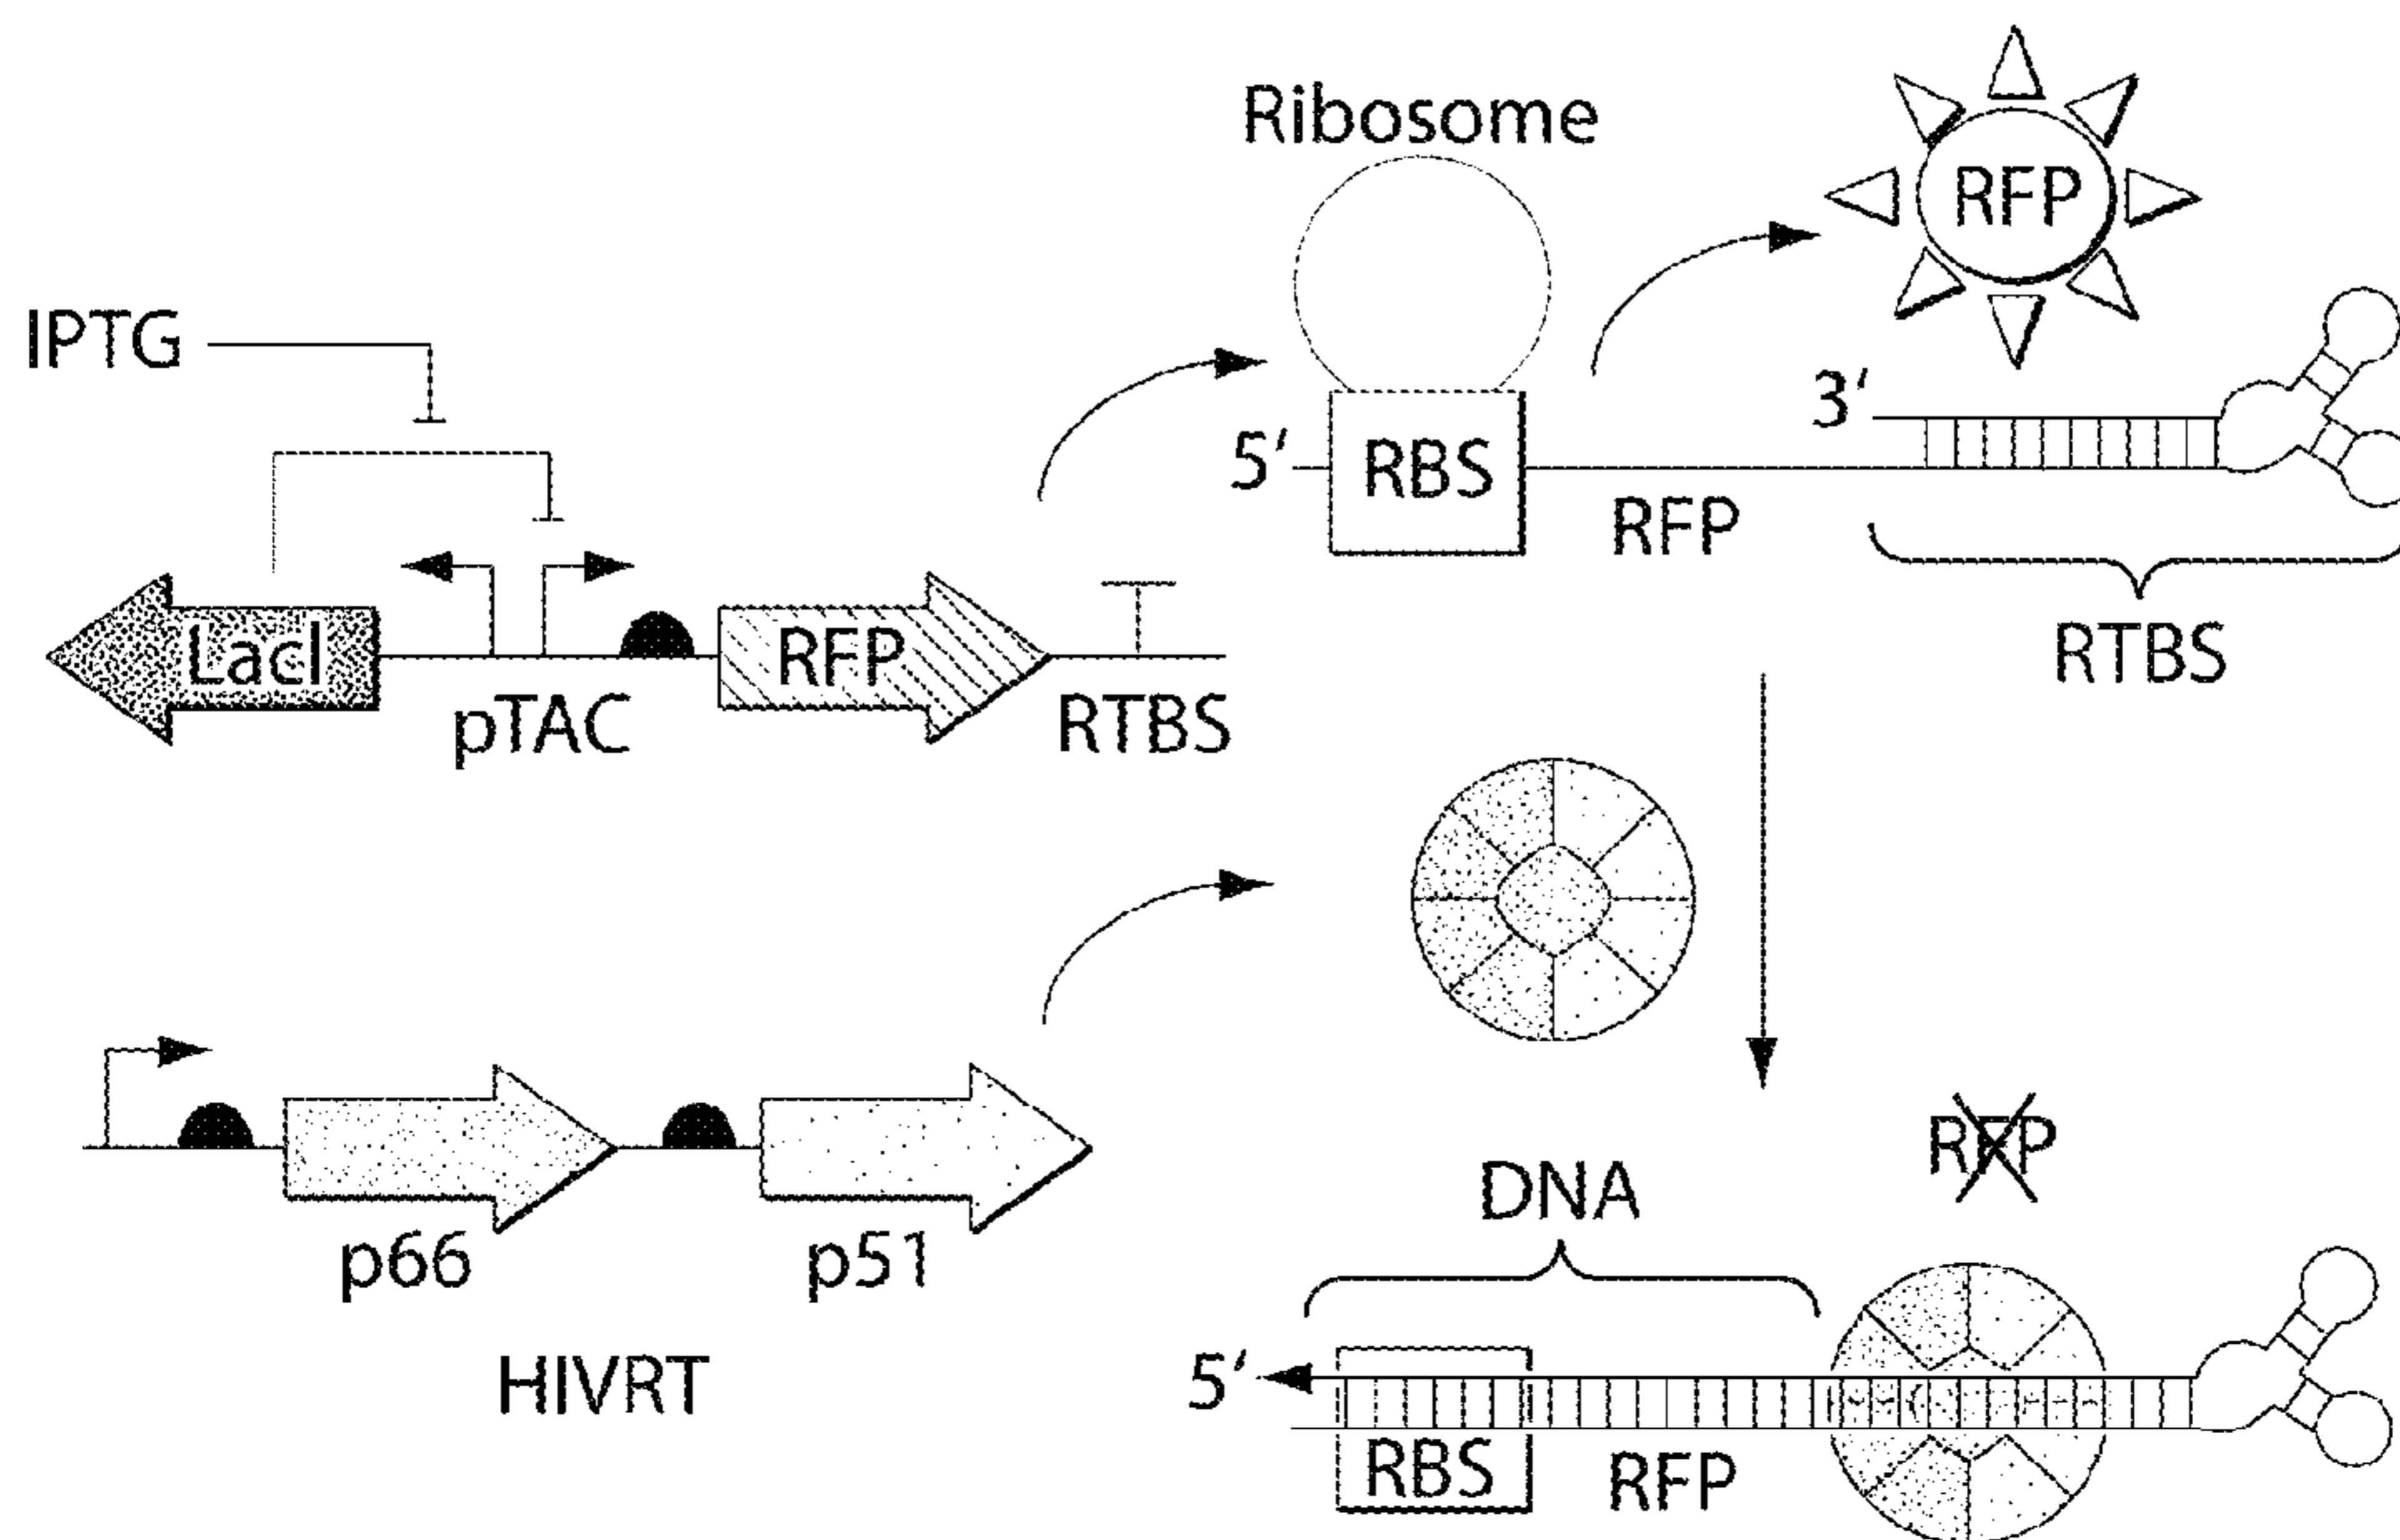 Ribosome
RFP
IPTG
3'
5'
RBS
RFP
LacI
RFP
RTBS
pTAC
RTBS
RFP
DNA
p66
p51
HIVRT
5'
RBS
RFP